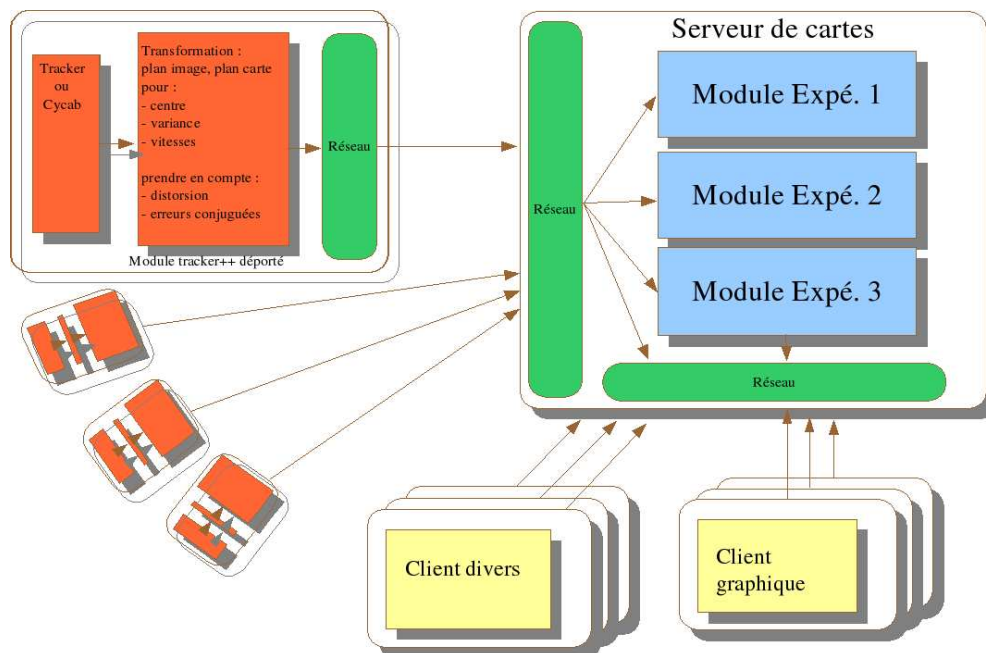 Tracker
ou
Cycab
Transformation :
plan image, plan carte
pour :
- centre
- variance
- vitesses
prendre en compte :
- distorsion
- erreurs conjuguées
Réseau
Module tracker++ déporté
Serveur de cartes
Réseau
Module Expé. 1
Module Expé. 2
Module Expé. 3
Réseau
Client divers
Client
graphique